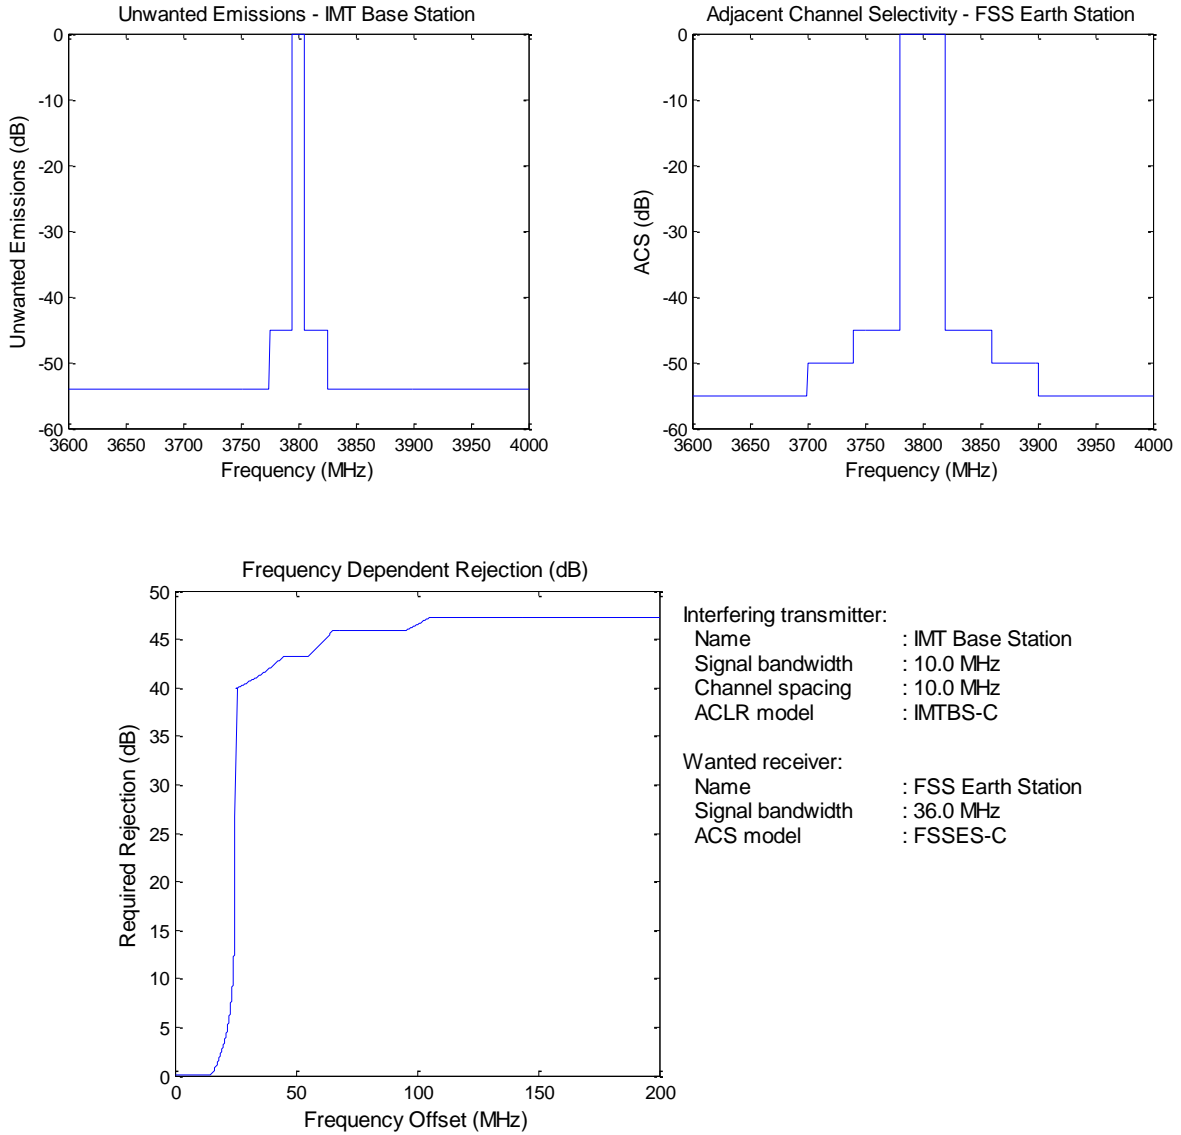 Unwanted Emissions - IMT Base Station
0
-10
-20
-30
-40
-50
-60
Unwanted Emissions (dB)
3600 3650 3700 3750 3800 3850 3900 3950 4000
Frequency (MHz)
Adjacent Channel Selectivity - FSS Earth Station
0
-10
-20
-30
-40
-50
-60
ACS (dB)
3600 3650 3700 3750 3800 3850 3900 3950 4000
Frequency (MHz)
Frequency Dependent Rejection (dB)
50
45
40
35
30
25
20
15
10
5
0
Required Rejection (dB)
0 50 100 150 200
Frequency Offset (MHz)
Interfering transmitter:
Name : IMT Base Station
Signal bandwidth : 10.0 MHz
Channel spacing : 10.0 MHz
ACLR model : IMTBS-C
Wanted receiver:
Name : FSS Earth Station
Signal bandwidth : 36.0 MHz
ACS model : FSSES-C